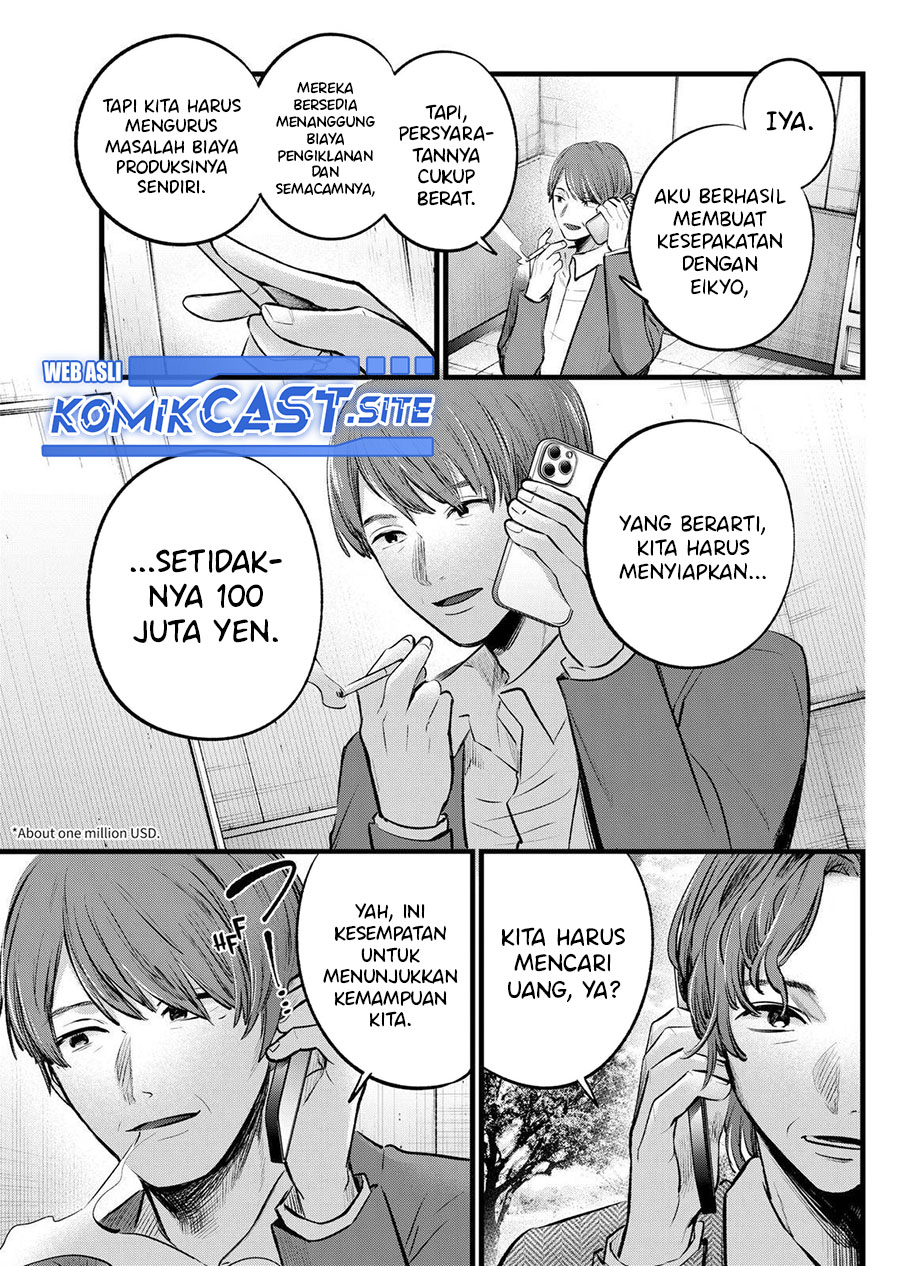 IYA.
AKU BERHASIL
MEMBUAT
KESEPAKATAN
DENGAN
EIKYO,
TAPI,
PERSYARA-
TANNYA
CUKUP
BERAT.
MEREKA
BERSEDIA
MENANGGUNG
BIAYA
PENGIKLANAN
DAN
SEMACAMNYA,
TAPI KITA HARUS
MENGURUS
MASALAH BIAYA
PRODUKSINYA
SENDIRI.
WEB ASLI
KOMIKCAST.SITE
YANG BERARTI,
KITA HARUS
MENYIAPKAN...
...SETIDAK-
NYA 100
JUTA YEN.
*About one million USD.
KITA HARUS
MENCARI
UANG, YA?
YAH, INI
KESEMPATAN
UNTUK
MENUNJUKKAN
KEMAMPUAN
KITA.
HFF